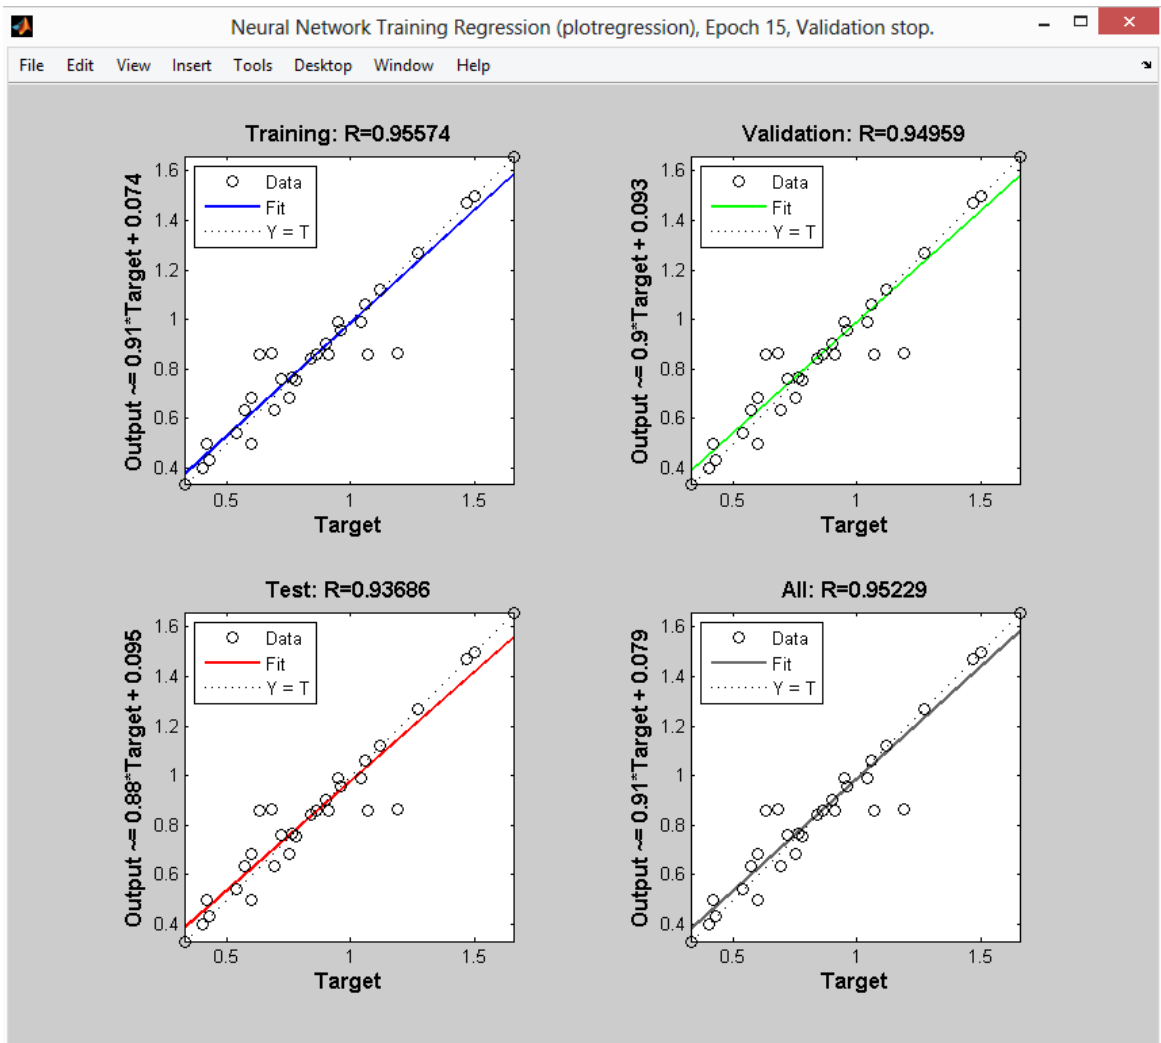 Neural Network Training Regression (plotregression), Epoch 15, Validation stop.
File Edit View Insert Tools Desktop Window Help
Training: R=0.95574
Output ~= 0.91*Target + 0.074
Data
Fit
Y = T
1.6
1.4
1.2
1
0.8
0.6
0.4
0.5 1 1.5
Target
Validation: R=0.94959
Output ~= 0.9*Target + 0.093
Data
Fit
Y = T
1.6
1.4
1.2
1
0.8
0.6
0.4
0.5 1 1.5
Target
Test: R=0.93686
Output ~= 0.88*Target + 0.095
Data
Fit
Y = T
1.6
1.4
1.2
1
0.8
0.6
0.4
0.5 1 1.5
Target
All: R=0.95229
Output ~= 0.91*Target + 0.079
Data
Fit
Y = T
1.6
1.4
1.2
1
0.8
0.6
0.4
0.5 1 1.5
Target